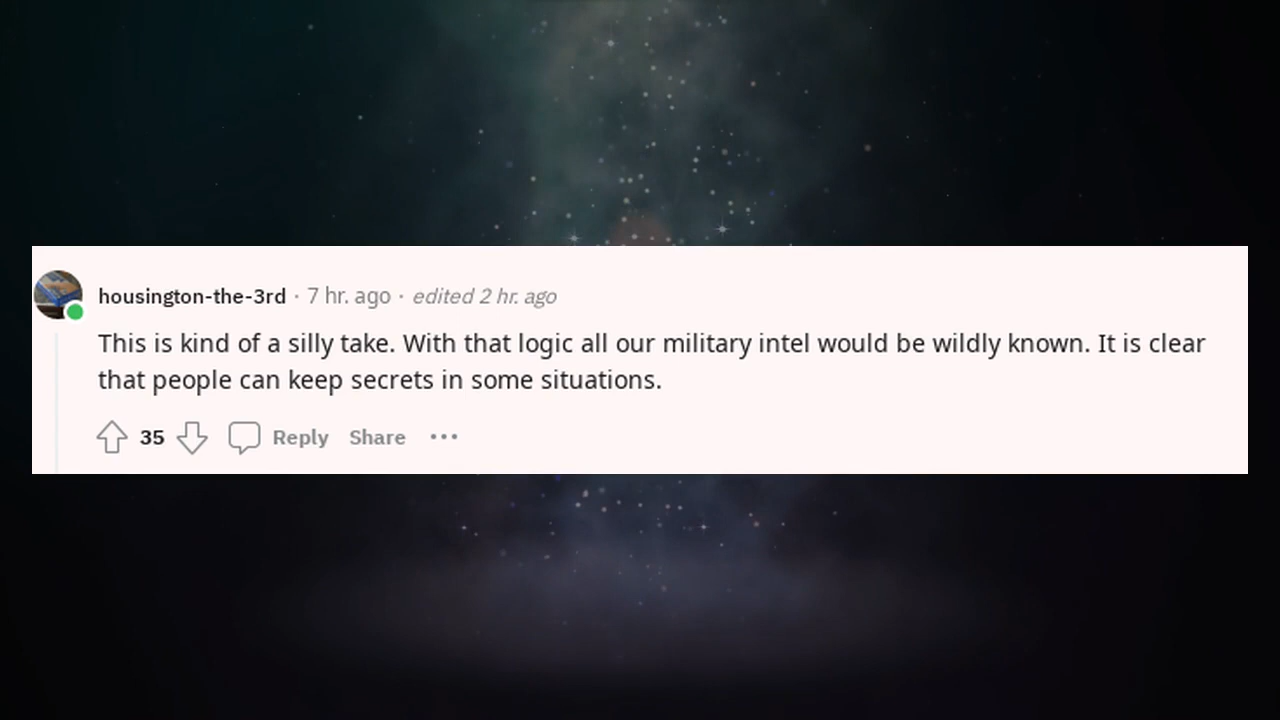 housington-the-3rd · 7 hr. ago · edited 2 hr. ago
This is kind of a silly take. With that logic all our military intel would be wildly known. It is clear
that people can keep secrets in some situations.
35 Reply Share ...